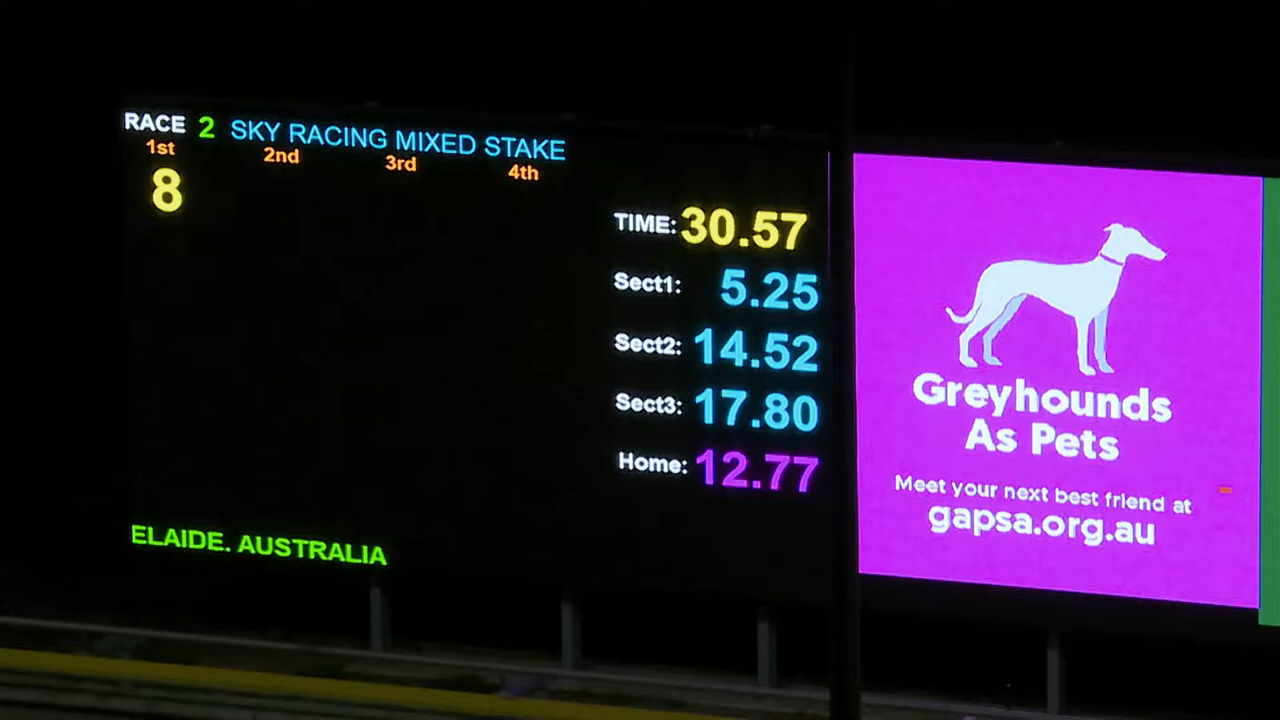 RACE 2 SKY RACING MIXED STAKE
1st 2nd 3rd 4th
8
TIME: 30.57
Sect1: 5.25
Sect2: 14.52
Sect3: 17.80
Home: 12.77
ELAIDE. AUSTRALIA
Greyhounds
As Pets
Meet your next best friend at
gapsa.org.au